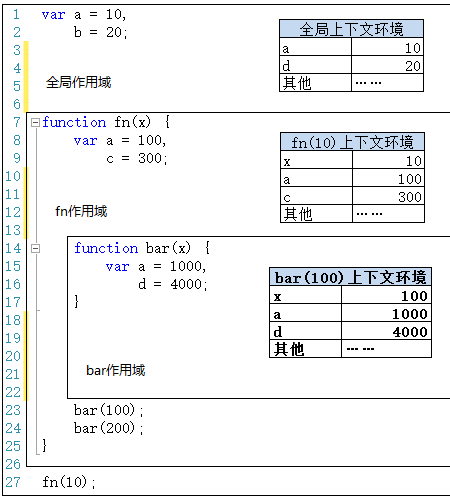 1 var a = 10,
2 b = 20;
3
4
5 全局作用域
6
7 function fn(x) {
8 var a = 100,
9 c = 300;
10
11
12 fn作用域
13
14 function bar(x) {
15 var a = 1000,
16 d = 4000;
17 }
18
19
20
21 bar作用域
22
23 bar(100);
24 bar(200);
25 }
26
27 fn(10);
全局上下文环境
a 10
d 20
其他 ……
fn(10)上下文环境
x 10
a 100
c 300
其他 ……
bar(100)上下文环境
x 100
a 1000
d 4000
其他 ……